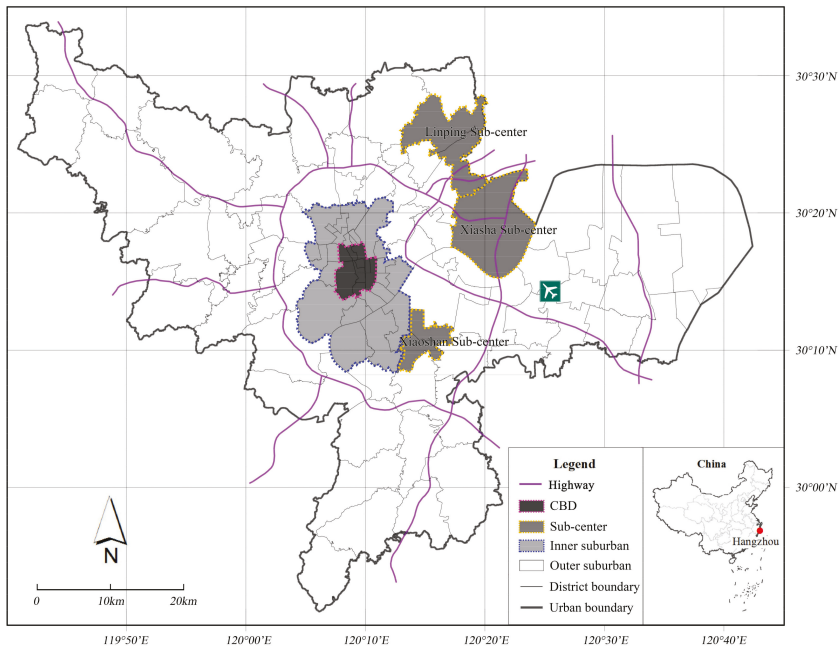 30°30'N
Linping Sub-center
30°20'N
Xiasha Sub-center
Xiaoshan Sub-center
30°10'N
Legend
Highway
CBD
Sub-center
Inner suburban
Outer suburban
District boundary
Urban boundary
China
Hangzhou
30°00'N
N
0 10km 20km
119°50'E 120°00'E 120°10'E 120°20'E 120°30'E 120°40'E